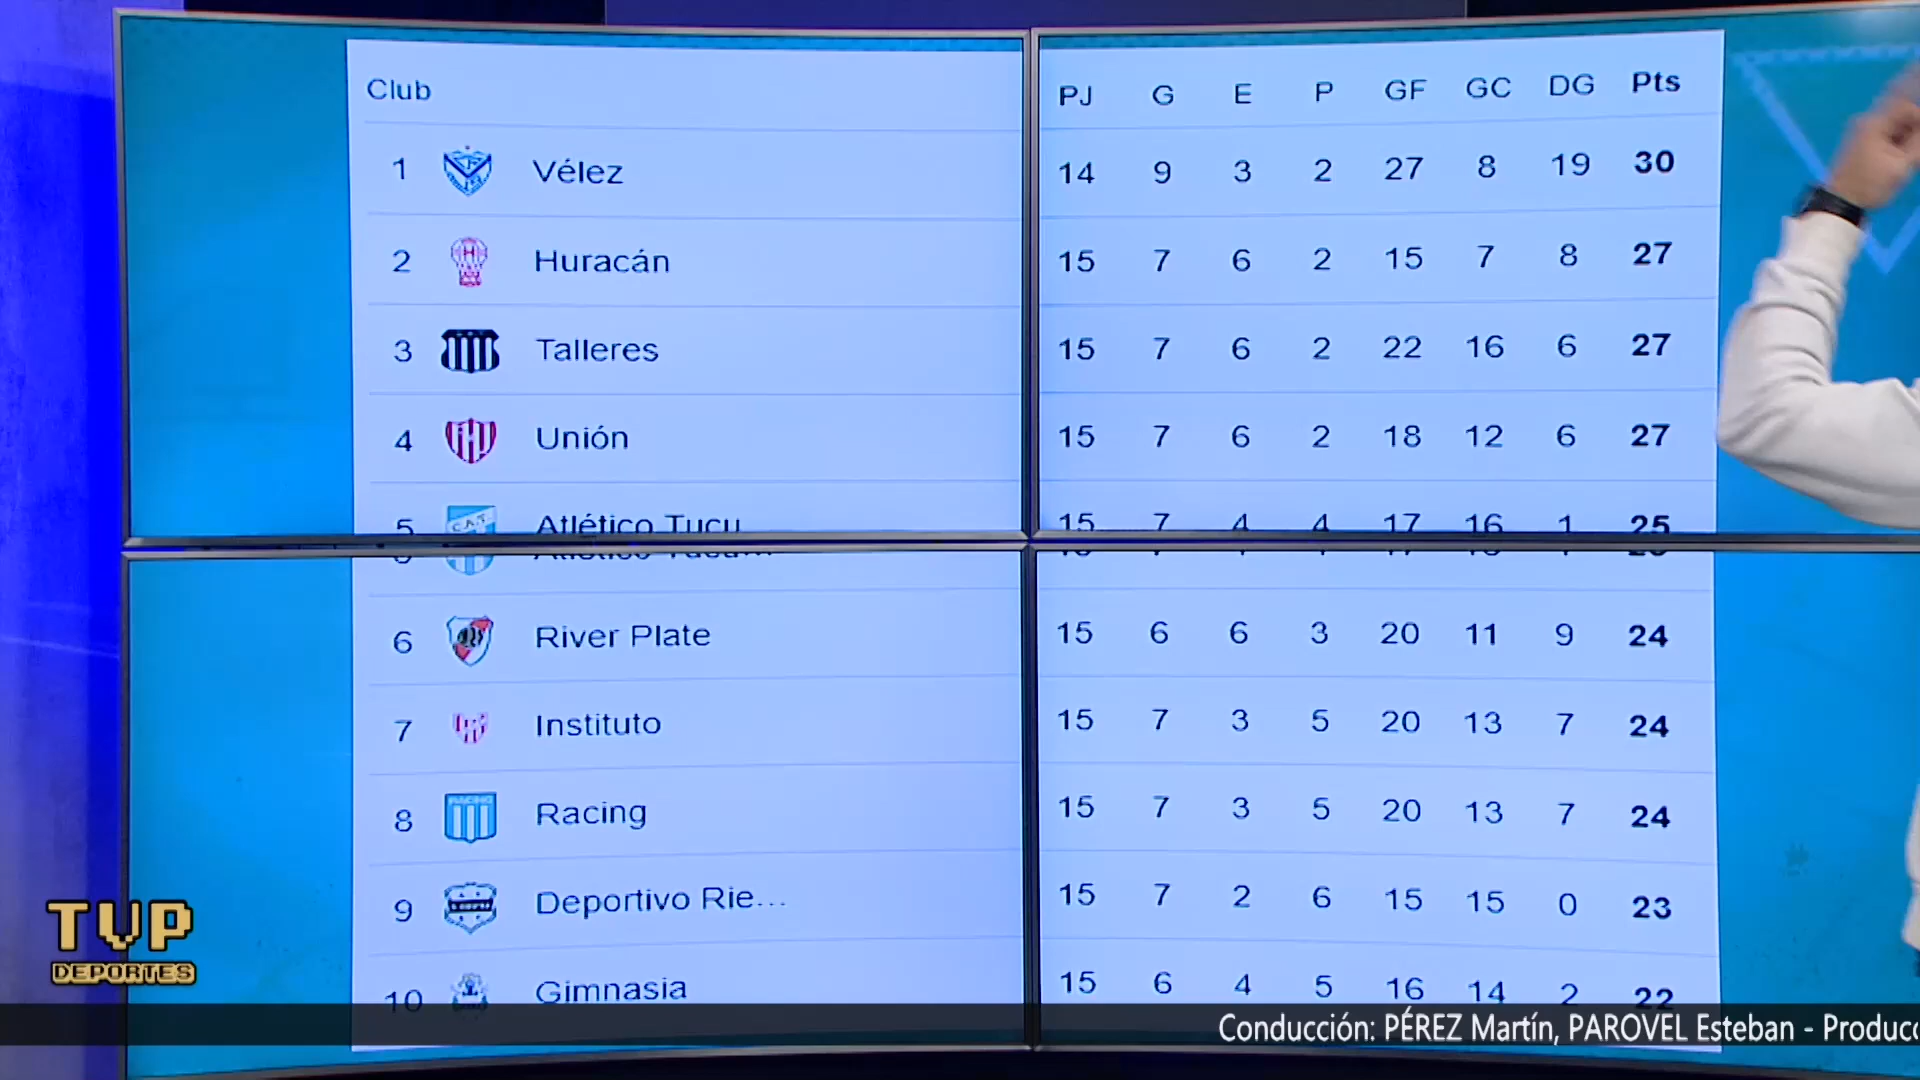 Club PJ G E P GF GC DG Pts
1 Vélez 14 9 3 2 27 8 19 30
2 Huracán 15 7 6 2 15 7 8 27
3 Talleres 15 7 6 2 22 16 6 27
4 Unión 15 7 6 2 18 12 6 27
5 Atlético Tucu... 15 7 4 4 17 16 1 25
6 River Plate 15 6 6 3 20 11 9 24
7 Instituto 15 7 3 5 20 13 7 24
8 Racing 15 7 3 5 20 13 7 24
9 Deportivo Rie... 15 7 2 6 15 15 0 23
10 Gimnasia 15 6 4 5 16 14 2 22
TVP
DEPORTES
Conducción: PÉREZ Martín, PAROVEL Esteban - Producc